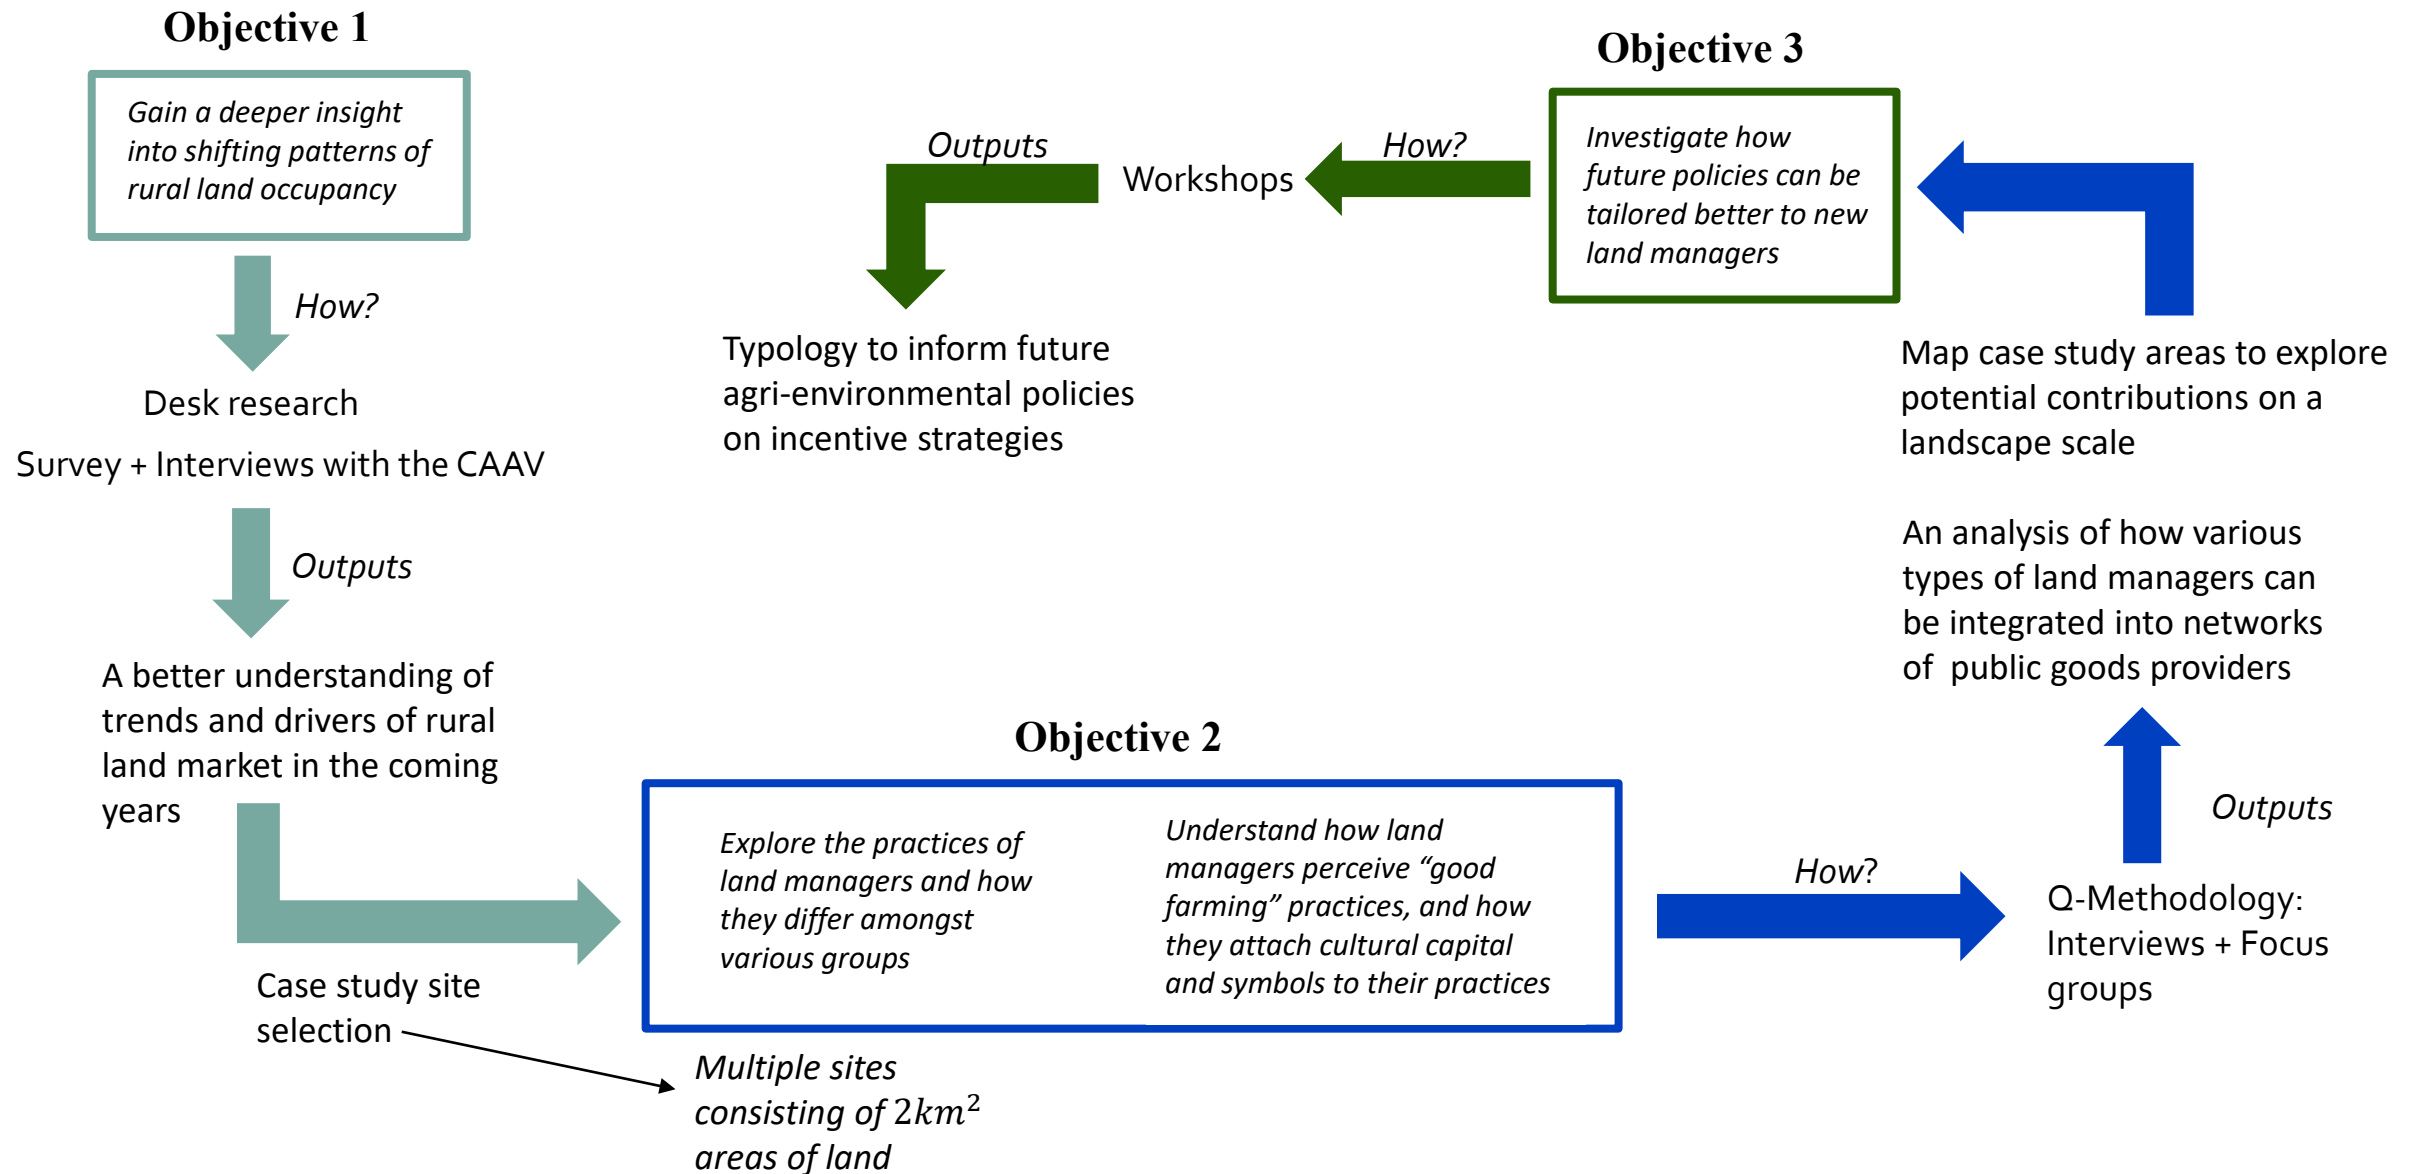 Objective 1
Gain a deeper insight
into shifting patterns of
rural land occupancy
How?
Desk research
Survey + Interviews with the CAAV
Outputs
A better understanding of
trends and drivers of rural
land market in the coming
years
Case study site
selection
Multiple sites
consisting of 2km²
areas of land
Objective 2
Explore the practices of
land managers and how
they differ amongst
various groups
Understand how land
managers perceive “good
farming” practices, and how
they attach cultural capital
and symbols to their practices
How?
Q-Methodology:
Interviews + Focus
groups
Outputs
An analysis of how various
types of land managers can
be integrated into networks
of public goods providers
Map case study areas to explore
potential contributions on a
landscape scale
Objective 3
Investigate how
future policies can be
tailored better to new
land managers
How?
Workshops
Outputs
Typology to inform future
agri-environmental policies
on incentive strategies